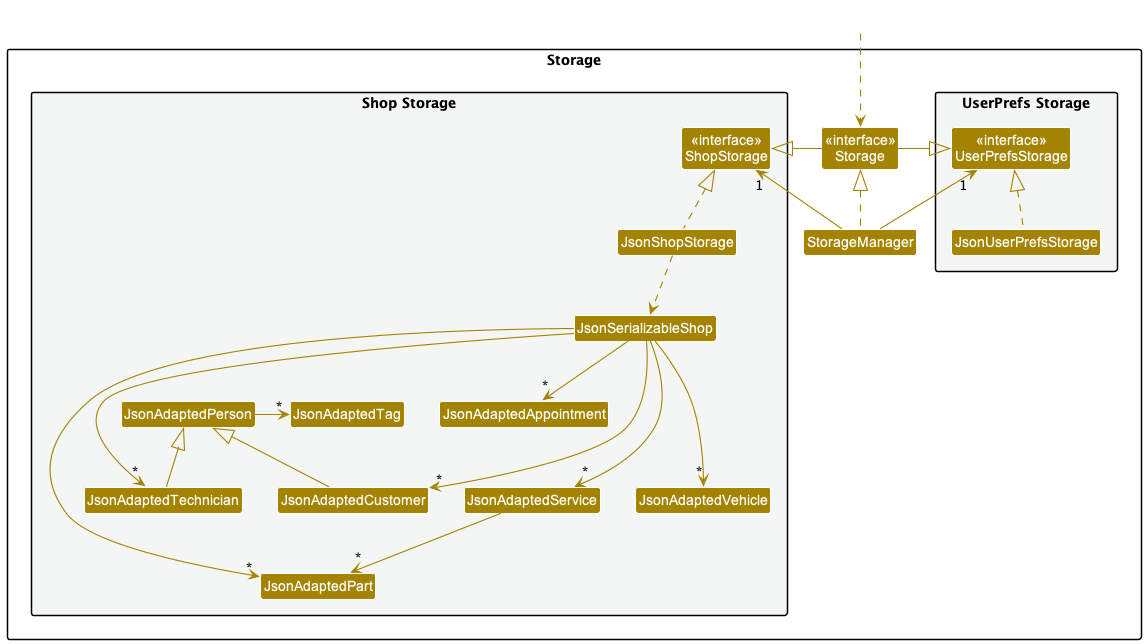 Storage
Shop Storage
UserPrefs Storage
«interface»
ShopStorage
«interface»
Storage
«interface»
UserPrefsStorage
1
1
JsonShopStorage
StorageManager
JsonUserPrefsStorage
JsonSerializableShop
*
*
JsonAdaptedPerson
JsonAdaptedTag
JsonAdaptedAppointment
*
*
*
*
JsonAdaptedTechnician
JsonAdaptedCustomer
JsonAdaptedService
JsonAdaptedVehicle
*
*
JsonAdaptedPart